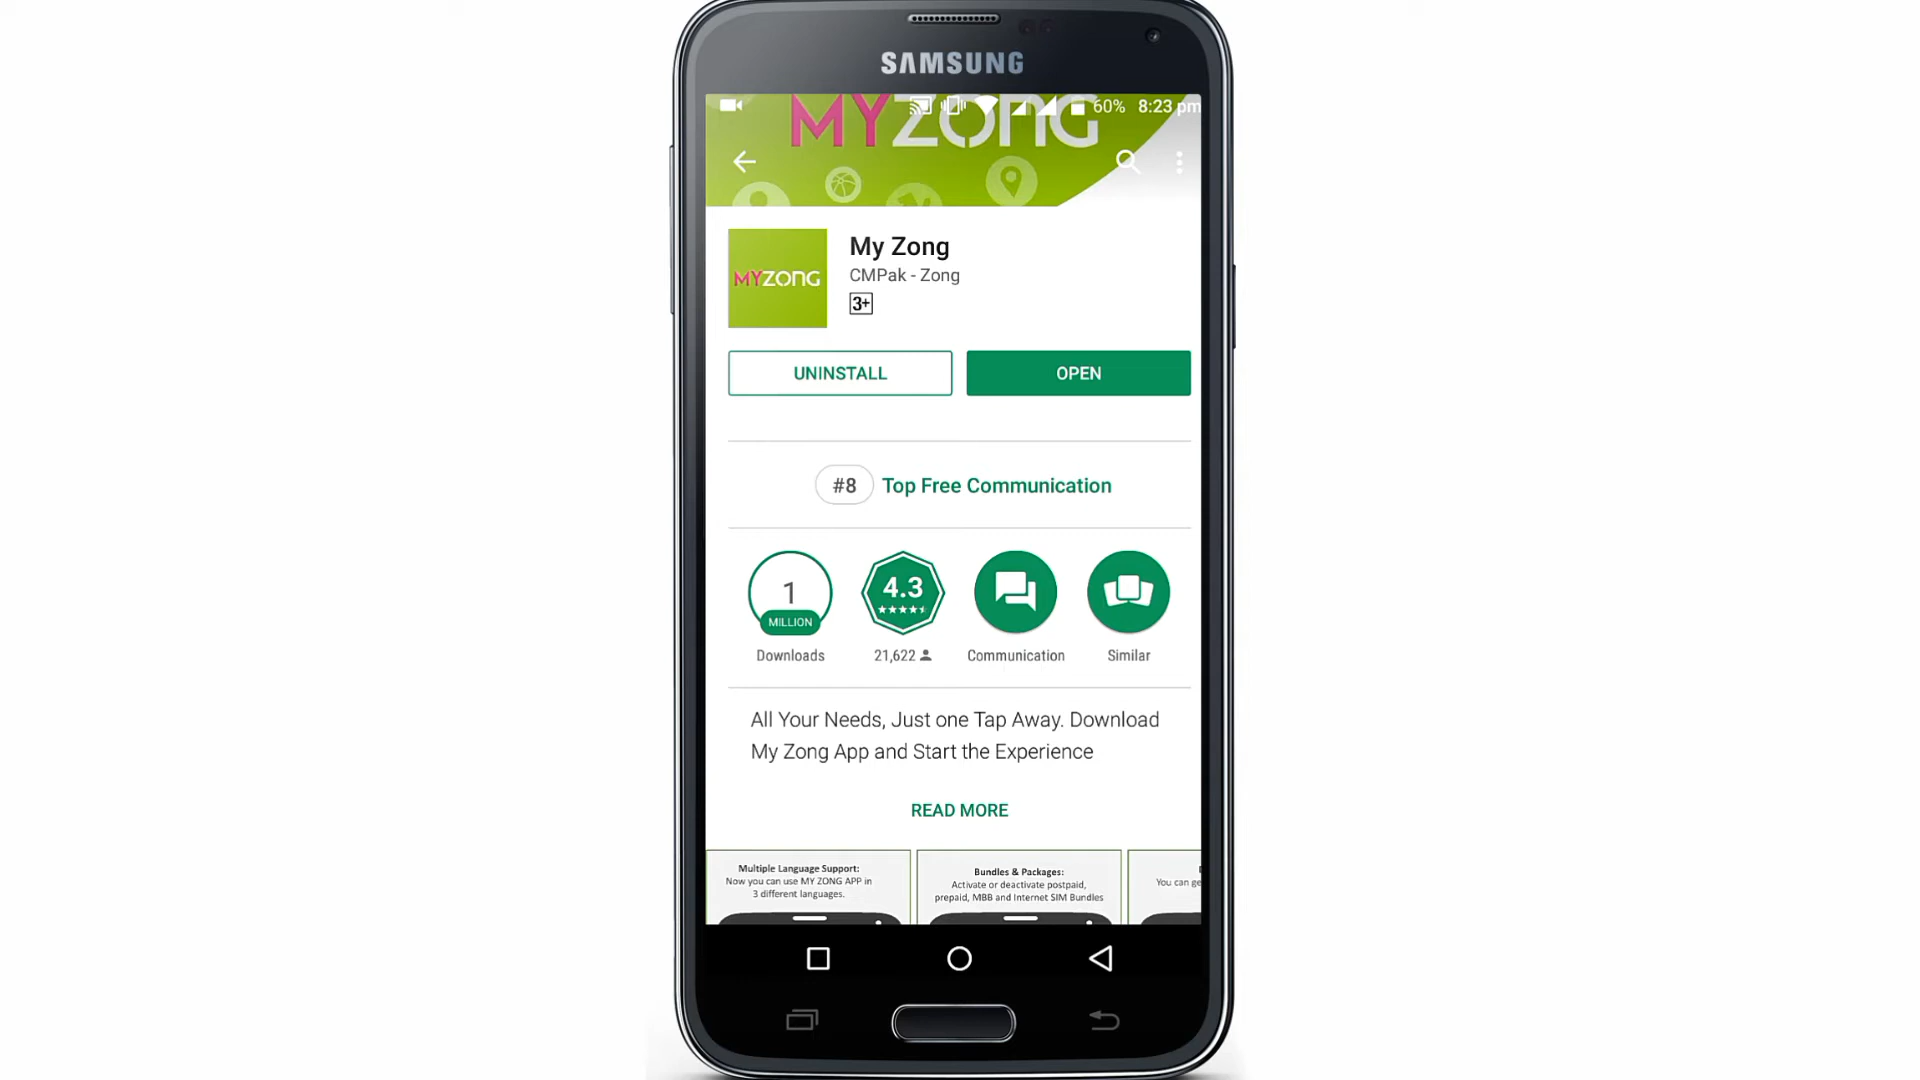 SAMSUNG
60% 8:23 pm
MYZONG
MYZONG
My Zong
CMPak - Zong
3+
UNINSTALL
OPEN
#8 Top Free Communication
1
MILLION
Downloads
4.3
21,622
Communication
Similar
All Your Needs, Just one Tap Away. Download
My Zong App and Start the Experience
READ MORE
Multiple Language Support:
Now you can use MY ZONG APP in
3 different languages.
Bundles & Packages:
Activate or deactivate postpaid,
prepaid, MBB and Internet SIM Bundles
You can ge